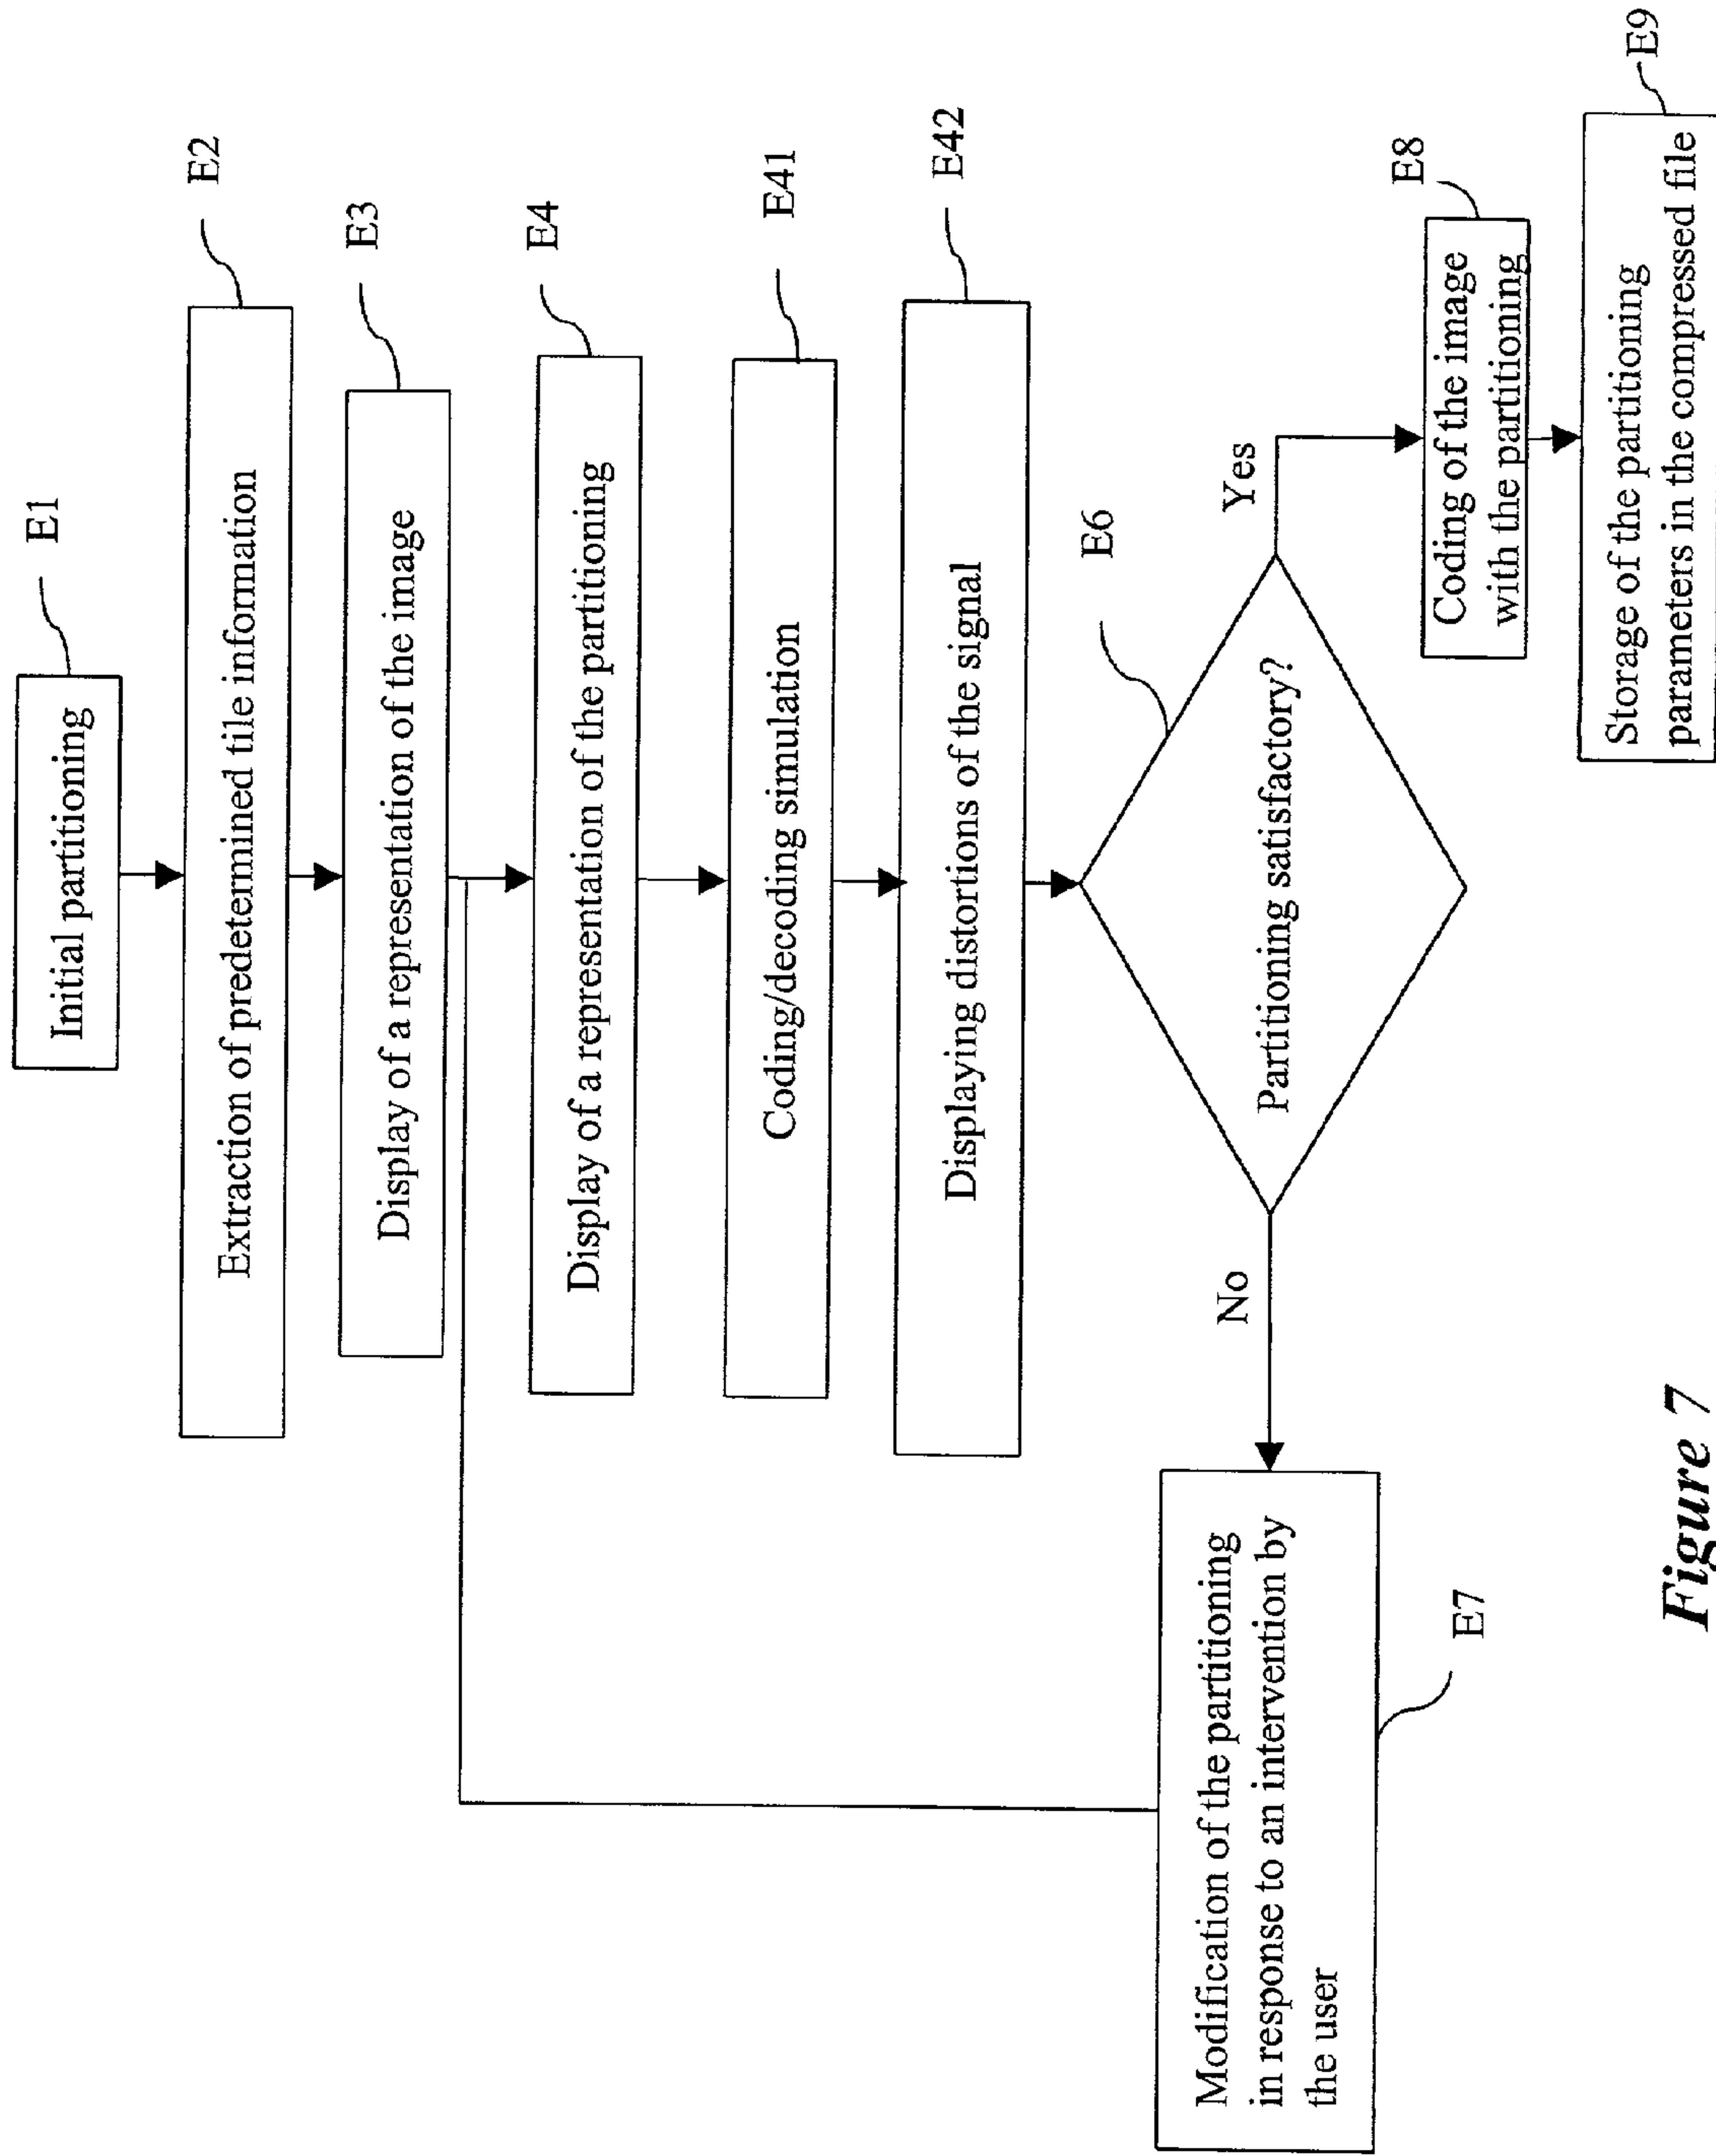 Initial partitioning
E1
Extraction of predetermined tile information
E2
Display of a representation of the image
E3
Display of a representation of the partitioning
E4
Coding/decoding simulation
E41
Displaying distortions of the signal
E42
Partitioning satisfactory?
E6
No
Yes
Modification of the partitioning
in response to an intervention by
the user
E7
Coding of the image
with the partitioning
E8
Storage of the partitioning
parameters in the compressed file
E9
Figure 7